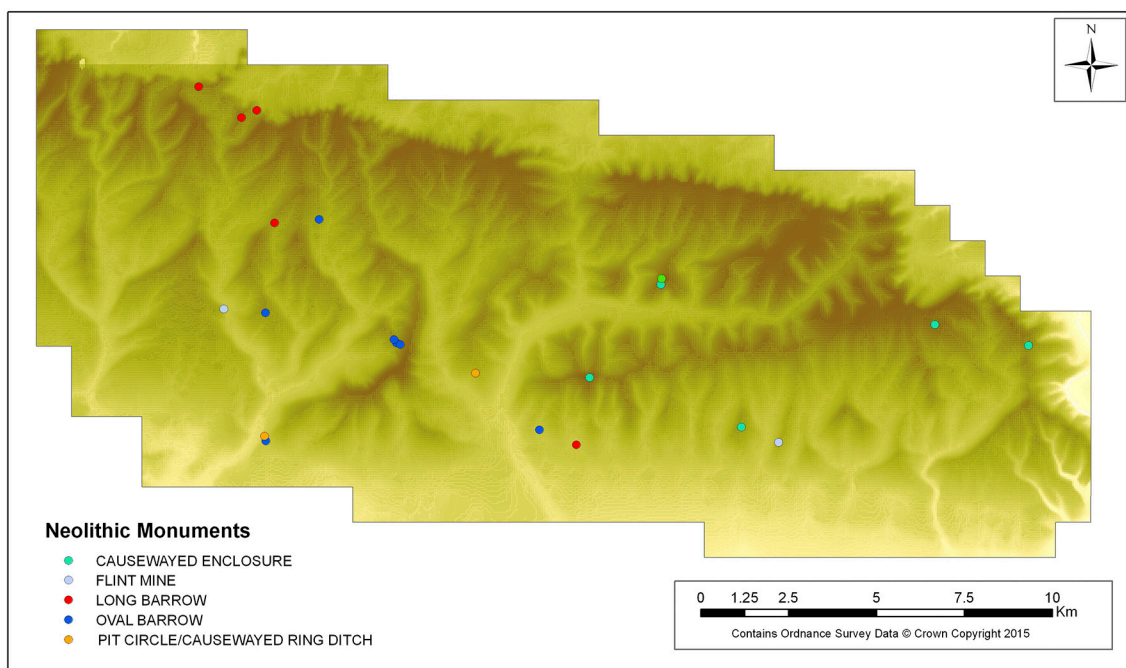 N
Neolithic Monuments
CAUSEWAYED ENCLOSURE
FLINT MINE
LONG BARROW
OVAL BARROW
PIT CIRCLE/CAUSEWAYED RING DITCH
0 1.25 2.5 5 7.5 10
Km
Contains Ordnance Survey Data © Crown Copyright 2015